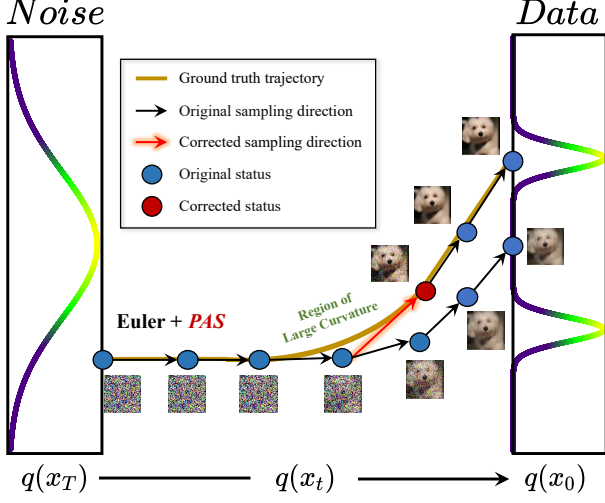 Noise
Data
Ground truth trajectory
Original sampling direction
Corrected sampling direction
Original status
Corrected status
Euler + PAS
Region of
Large Curvature
q(x_T)
q(x_t)
q(x_0)